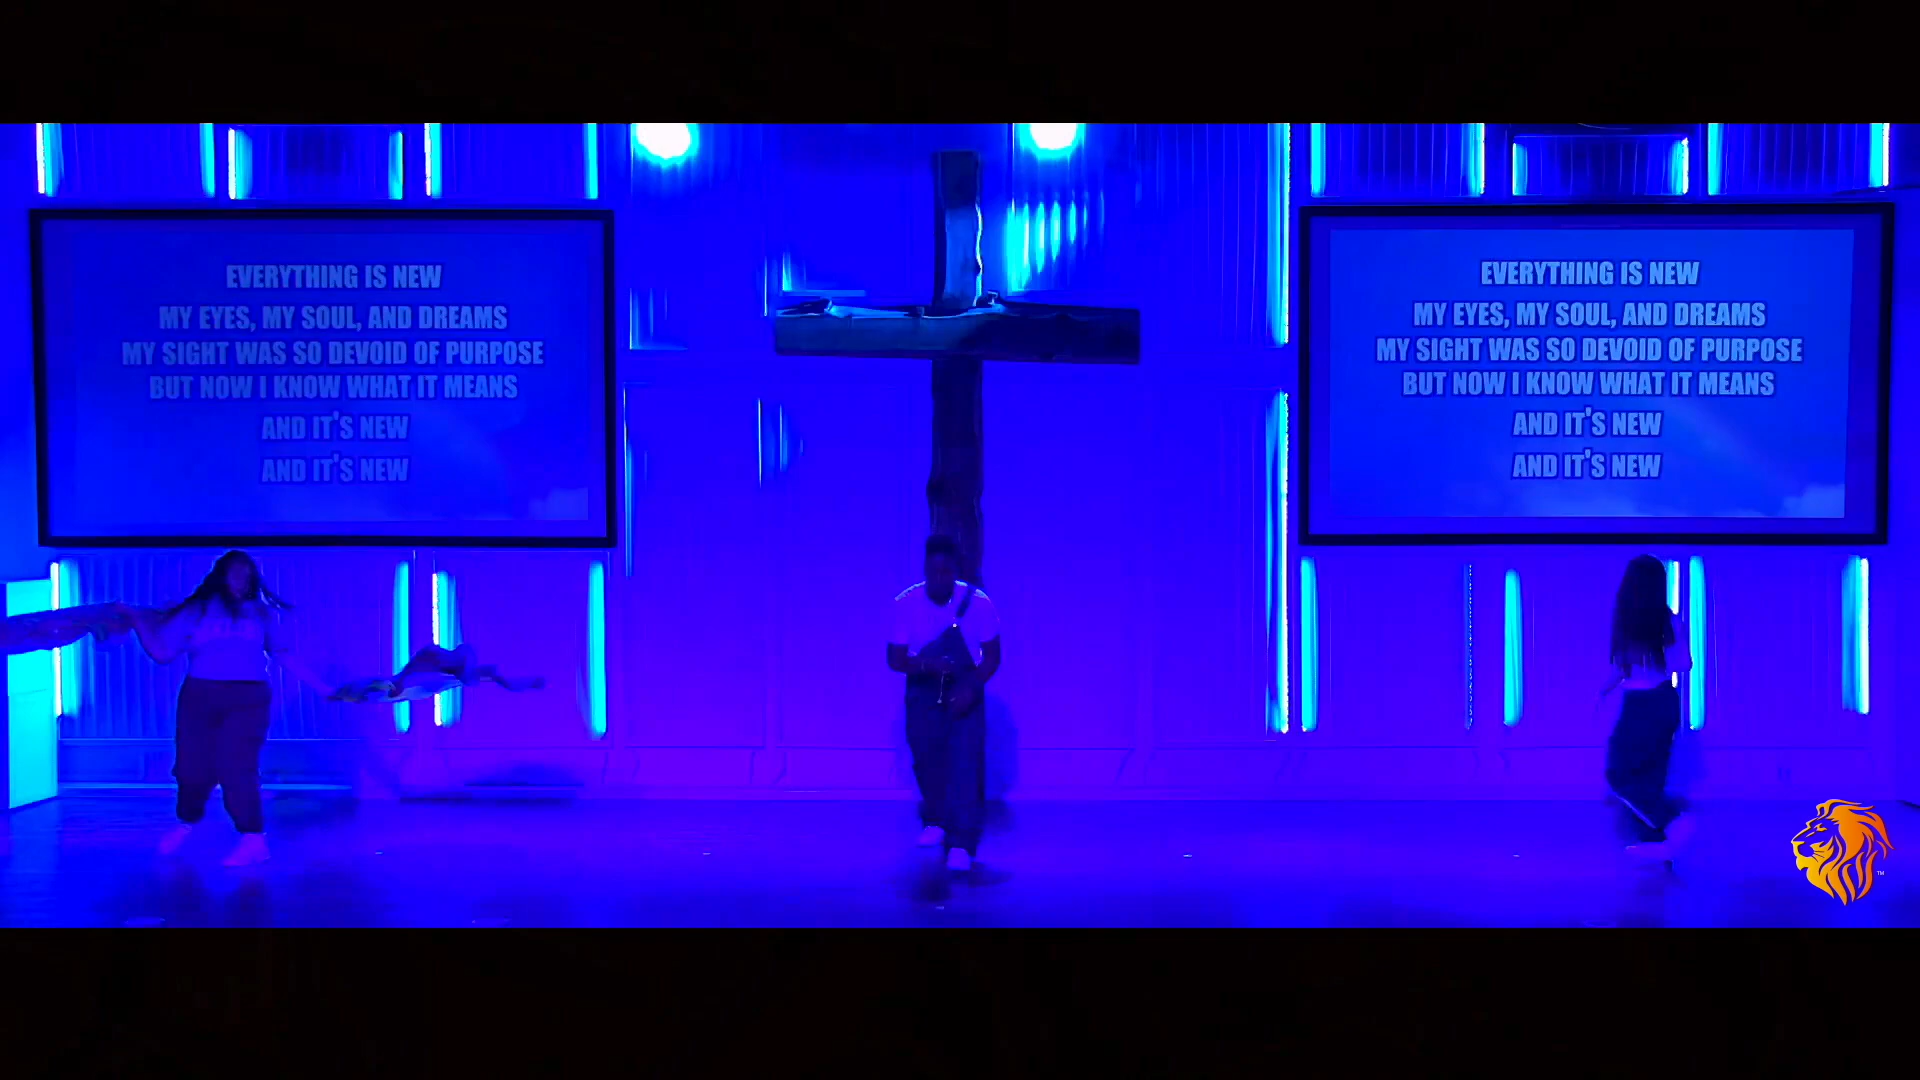 EVERYTHING IS NEW
MY EYES, MY SOUL, AND DREAMS
MY SIGHT WAS SO DEVOID OF PURPOSE
BUT NOW I KNOW WHAT IT MEANS
AND IT'S NEW
AND IT'S NEW
EVERYTHING IS NEW
MY EYES, MY SOUL, AND DREAMS
MY SIGHT WAS SO DEVOID OF PURPOSE
BUT NOW I KNOW WHAT IT MEANS
AND IT'S NEW
AND IT'S NEW
TM